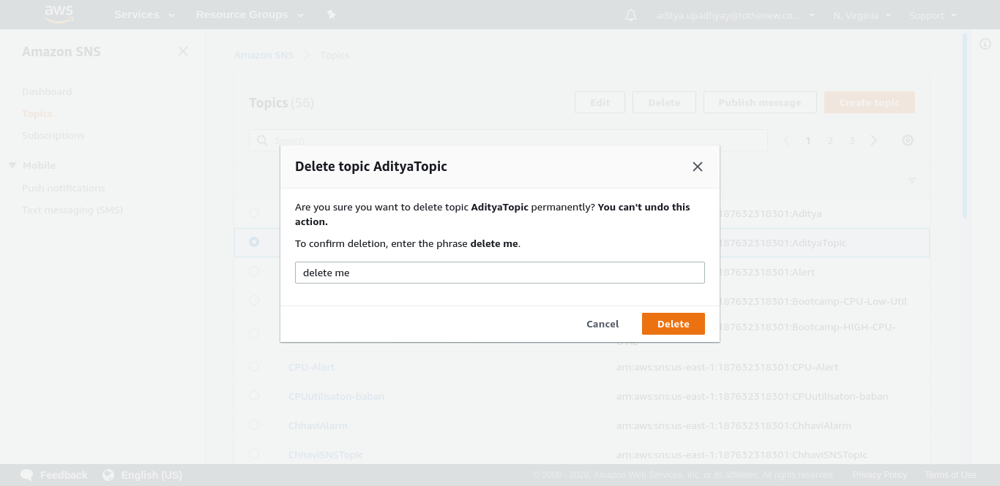 aws
Services
Resource Groups
aditya.upadhyay@tothenew.co...
N. Virginia
Support
Amazon SNS
Dashboard
Topics
Subscriptions
Mobile
Push notifications
Text messaging (SMS)
Amazon SNS
Topics
Topics (56)
Edit
Delete
Publish message
Create topic
Search
1
2
3
Delete topic AdityaTopic
Are you sure you want to delete topic AdityaTopic permanently? You can't undo this
action.
To confirm deletion, enter the phrase delete me.
delete me
Cancel
Delete
187632318301:Aditya
187632318301:AdityaTopic
187632318301:Alert
187632318301:Bootcamp-CPU-Low-Util
187632318301:Bootcamp-HIGH-CPU-
CPU-Alert
arn:aws:sns:us-east-1:187632318301:CPU-Alert
CPUutilisaton-baban
arn:aws:sns:us-east-1:187632318301:CPUutilisaton-baban
ChhaviAlarm
arn:aws:sns:us-east-1:187632318301:ChhaviAlarm
ChhaviSNSTopic
arn:aws:sns:us-east-1:187632318301:ChhaviSNSTopic
Feedback
English (US)
© 2008 - 2020, Amazon Web Services, Inc. or its affiliates. All rights reserved.
Privacy Policy
Terms of Use